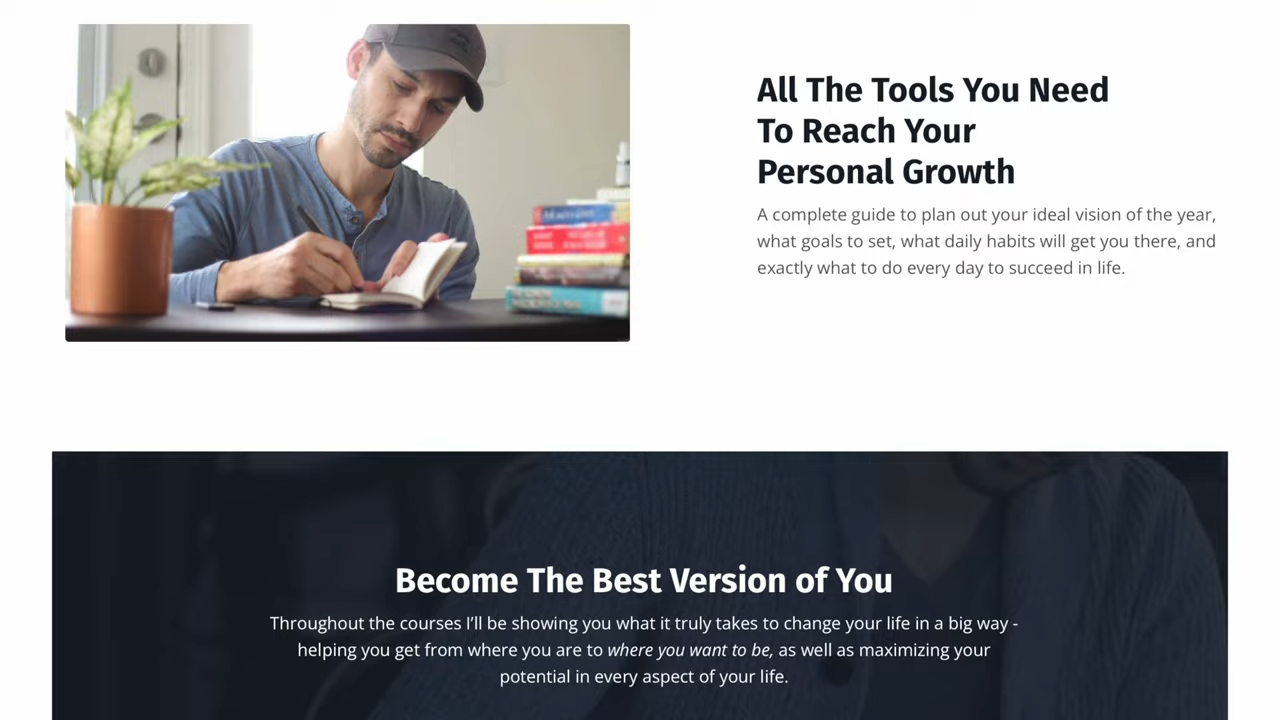 All The Tools You Need
To Reach Your
Personal Growth
A complete guide to plan out your ideal vision of the year,
what goals to set, what daily habits will get you there, and
exactly what to do every day to succeed in life.
Become The Best Version of You
Throughout the courses I'll be showing you what it truly takes to change your life in a big way -
helping you get from where you are to where you want to be, as well as maximizing your
potential in every aspect of your life.